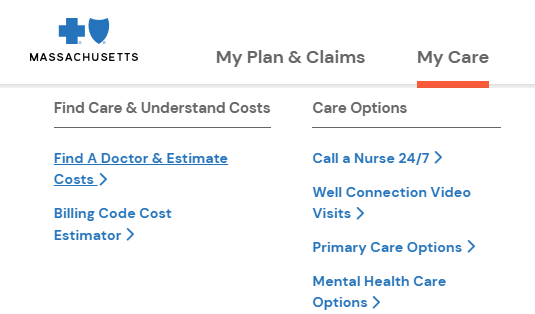 MASSACHUSETTS
My Plan & Claims
My Care
Find Care & Understand Costs
Find A Doctor & Estimate
Costs
Billing Code Cost
Estimator
Care Options
Call a Nurse 24/7
Well Connection Video
Visits
Primary Care Options
Mental Health Care
Options